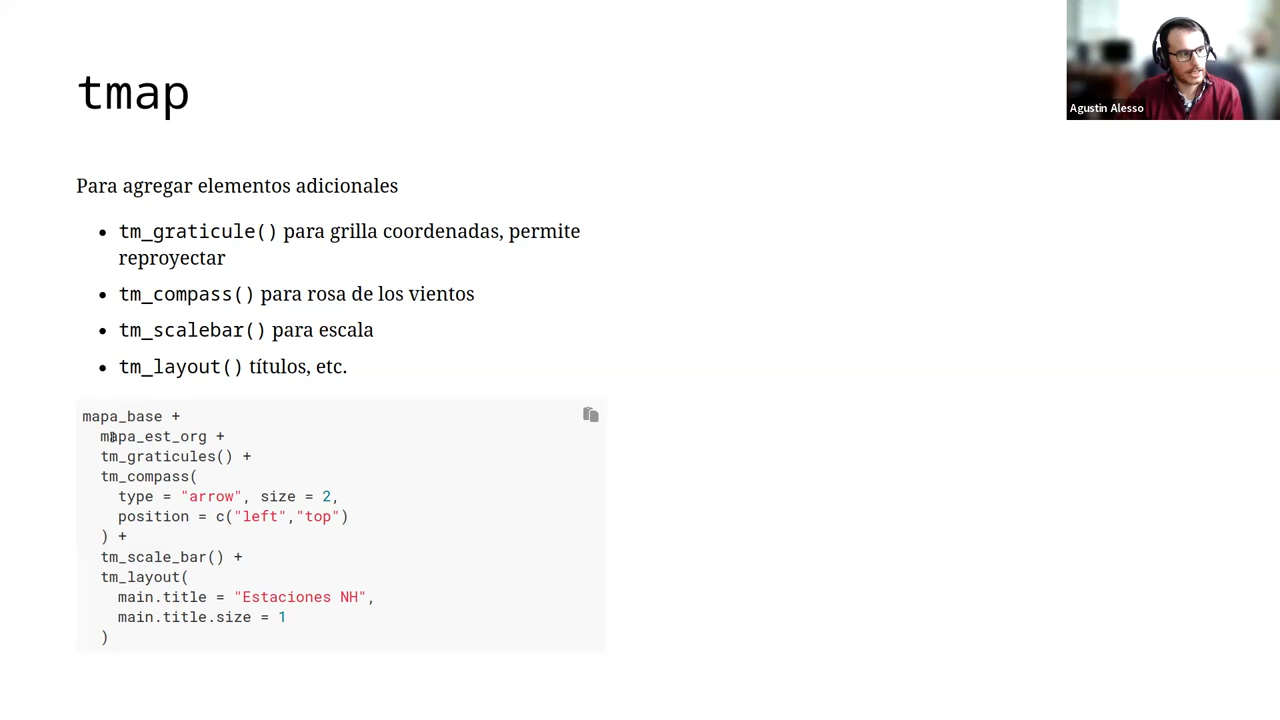 tmap
Agustin Alesso
Para agregar elementos adicionales
• tm_graticule() para grilla coordenadas, permite
reproyectar
• tm_compass() para rosa de los vientos
• tm_scalebar() para escala
• tm_layout() títulos, etc.
mapa_base +
mapa_est_org +
tm_graticules() +
tm_compass(
type = "arrow", size = 2,
position = c("left","top")
) +
tm_scale_bar() +
tm_layout(
main.title = "Estaciones NH",
main.title.size = 1
)